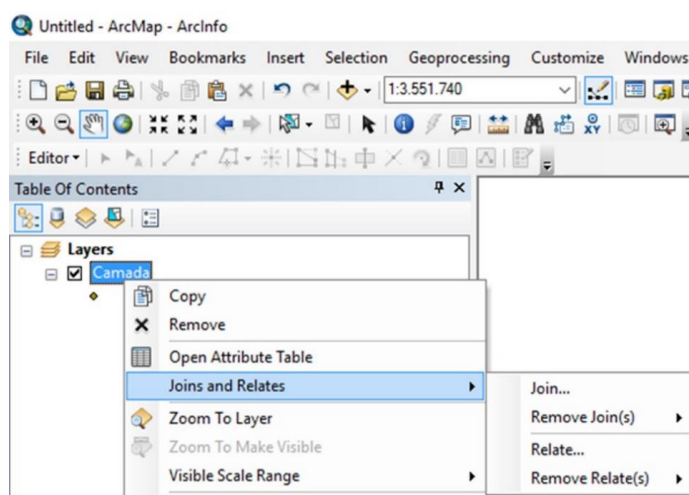 Untitled - ArcMap - ArcInfo
File Edit View Bookmarks Insert Selection Geoprocessing Customize Windows
1:3.551.740
XY
Editor
Table Of Contents
Layers
Camada
Copy
Remove
Open Attribute Table
Joins and Relates
Join...
Zoom To Layer
Remove Join(s)
Zoom To Make Visible
Relate...
Visible Scale Range
Remove Relate(s)